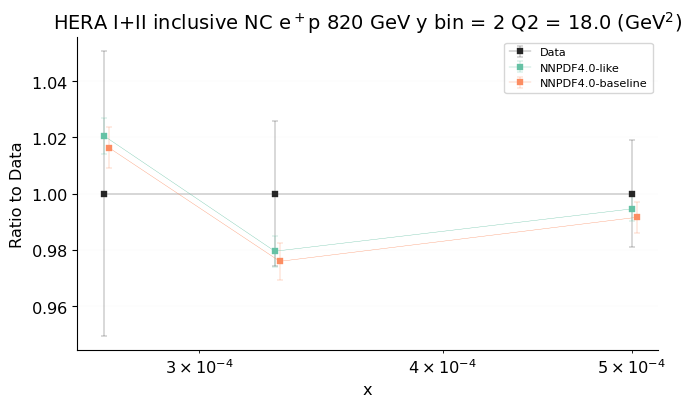 HERA I+II inclusive NC e⁺p 820 GeV y bin = 2 Q2 = 18.0 (GeV²)
Data
NNPDF4.0-like
NNPDF4.0-baseline
Ratio to Data
1.04
1.02
1.00
0.98
0.96
3 × 10⁻⁴
4 × 10⁻⁴
5 × 10⁻⁴
x